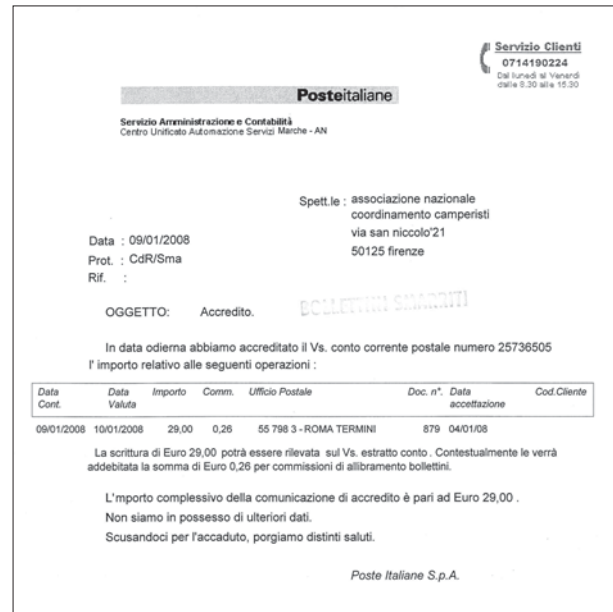 Servizio Clienti
0714190224
Dal lunedi al Venerdi
dalle 8.30 alle 15.30
Posteitaliane
Servizio Amministrazione e Contabilità
Centro Unificato Automazione Servizi Marche - AN
Spett.le : associazione nazionale
coordinamento camperisti
via san niccolo'21
50125 firenze
Data : 09/01/2008
Prot. : CdR/Sma
Rif. :
OGGETTO: Accredito.
BOLLETTINI SMARRITI
In data odierna abbiamo accreditato il Vs. conto corrente postale numero 25736505
l' importo relativo alle seguenti operazioni :
Data Cont. Data Valuta Importo Comm. Ufficio Postale Doc. n°. Data accettazione Cod.Cliente
09/01/2008 10/01/2008 29,00 0,26 55 798 3 - ROMA TERMINI 879 04/01/08
La scrittura di Euro 29,00 potrà essere rilevata sul Vs. estratto conto . Contestualmente le verrà
addebitata la somma di Euro 0,26 per commissioni di allibramento bollettini.
L'mporto complessivo della comunicazione di accredito è pari ad Euro 29,00 .
Non siamo in possesso di ulteriori dati.
Scusandoci per l'accaduto, porgiamo distinti saluti.
Poste Italiane S.p.A.